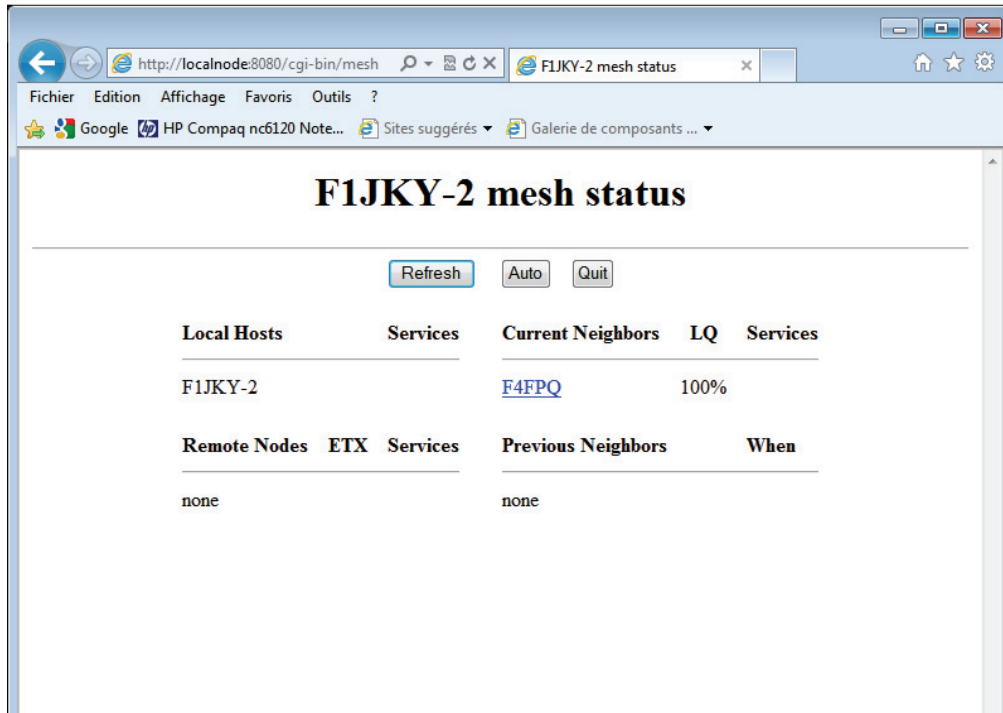 http://localnode:8080/cgi-bin/mesh
F1JKY-2 mesh status
Fichier Edition Affichage Favoris Outils ?
Google HP Compaq nc6120 Note... Sites suggérés Galerie de composants ...
F1JKY-2 mesh status
Refresh Auto Quit
Local Hosts Services Current Neighbors LQ Services
F1JKY-2 F4FPQ 100%
Remote Nodes ETX Services Previous Neighbors When
none none